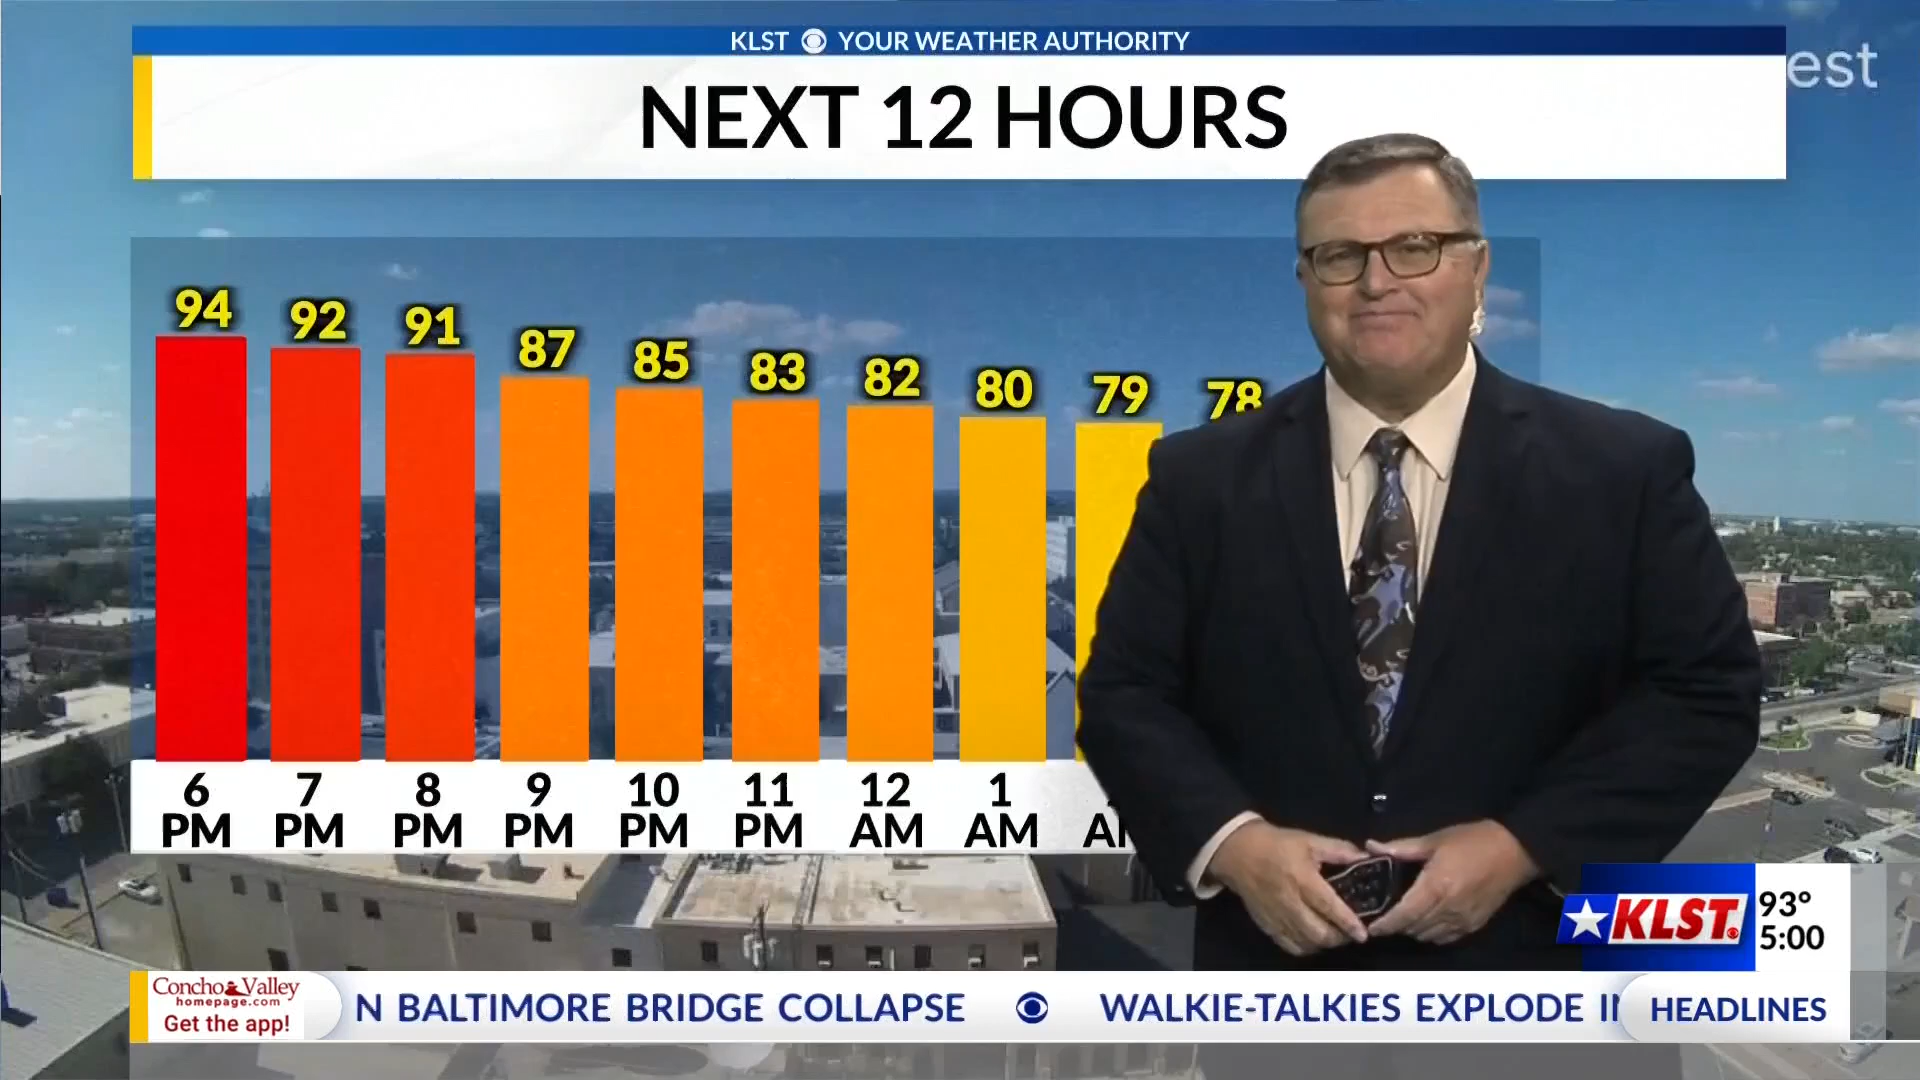 KLST YOUR WEATHER AUTHORITY
est
NEXT 12 HOURS
94 92 91 87 85 83 82 80 79 78
6 PM 7 PM 8 PM 9 PM 10 PM 11 PM 12 AM 1 AM
KLST 93°
5:00
Concho Valley
homepage.com
Get the app!
N BALTIMORE BRIDGE COLLAPSE WALKIE-TALKIES EXPLODE
HEADLINES